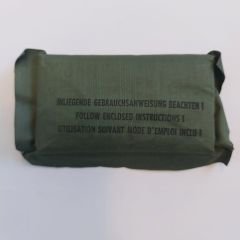 INLIEGENDE GEBRAUCHSANWEISUNG BEACHTEN !
FOLLOW ENCLOSED INSTRUCTIONS !
UTILISATION SUIVANT MODE D'EMPLOI INCLU !